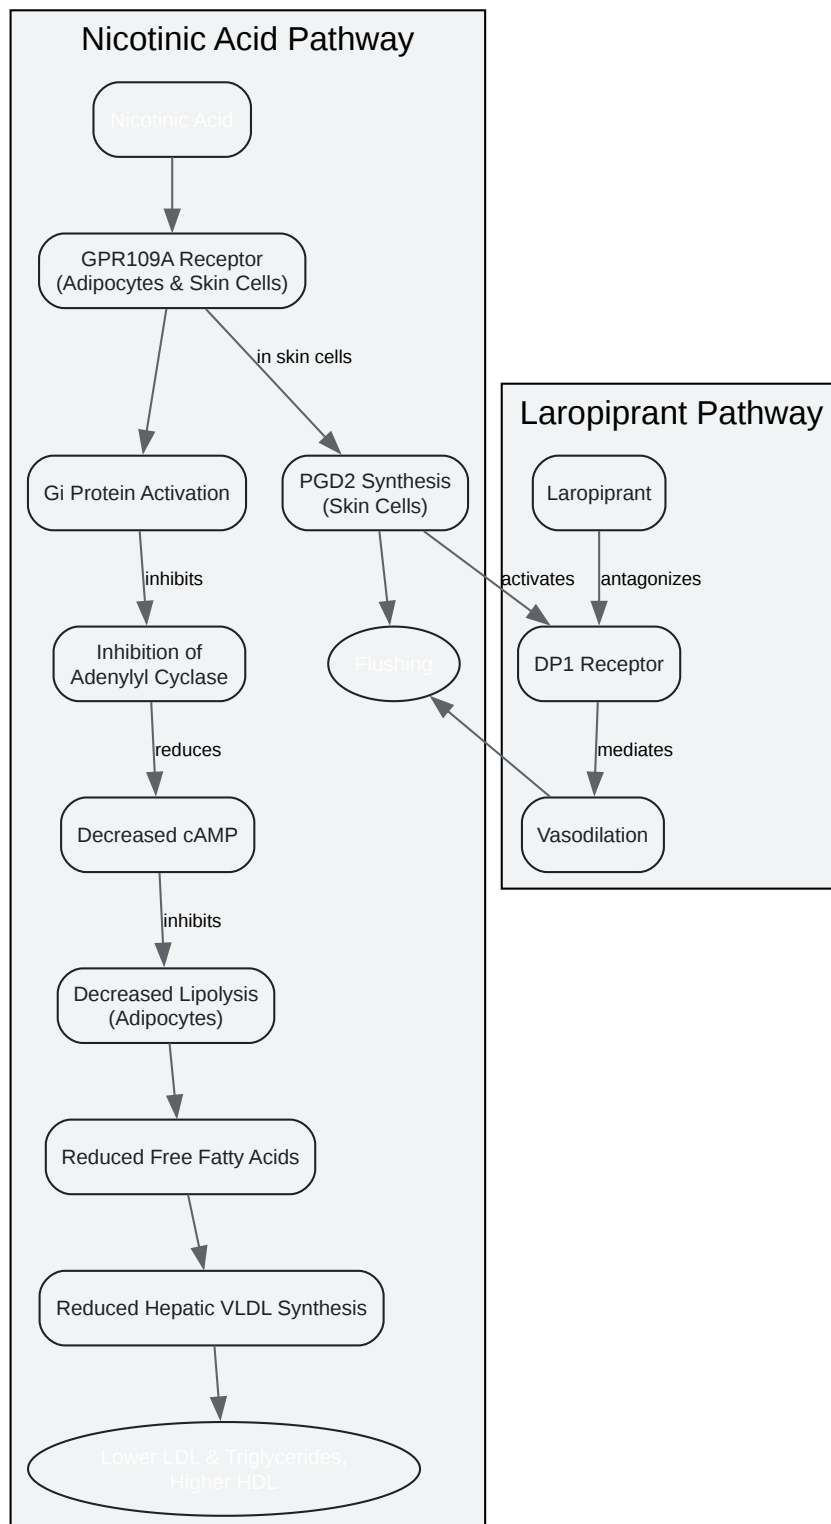 Nicotinic Acid Pathway
Nicotinic Acid
GPR109A Receptor
(Adipocytes & Skin Cells)
in skin cells
Laropiprant Pathway
Gi Protein Activation
PGD2 Synthesis
(Skin Cells)
Laropiprant
inhibits
activates
antagonizes
Inhibition of
Adenylyl Cyclase
Flushing
DP1 Receptor
reduces
mediates
Decreased cAMP
Vasodilation
inhibits
Decreased Lipolysis
(Adipocytes)
Reduced Free Fatty Acids
Reduced Hepatic VLDL Synthesis
Lower LDL & Triglycerides,
Higher HDL